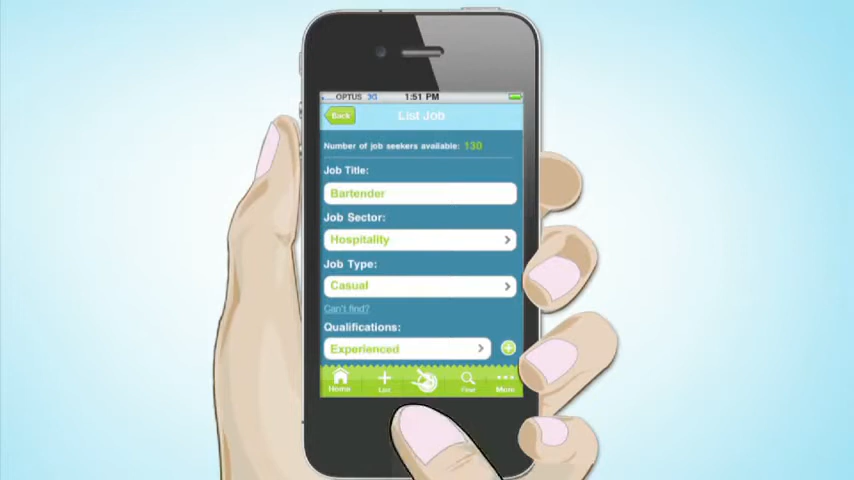 OPTUS 3G 1:51 PM
Back List Job
Number of job seekers available: 130
Job Title:
Bartender
Job Sector:
Hospitality
Job Type:
Casual
Can't find?
Qualifications:
Experienced
Home List Find More